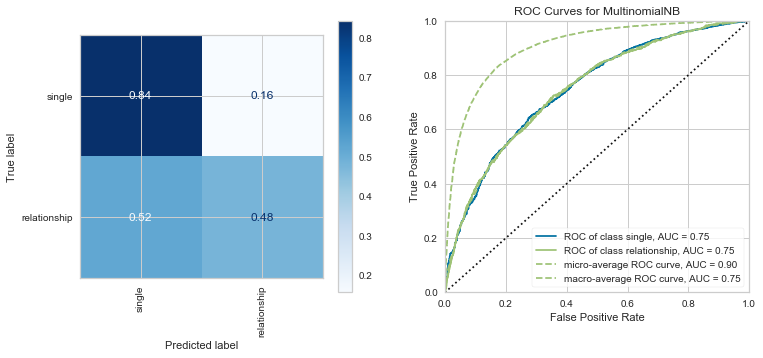 True label
single
relationship
0.84
0.16
0.52
0.48
single
relationship
Predicted label
0.8
0.7
0.6
0.5
0.4
0.3
0.2
ROC Curves for MultinomialNB
True Positive Rate
1.0
0.8
0.6
0.4
0.2
0.0
ROC of class single, AUC = 0.75
ROC of class relationship, AUC = 0.75
micro-average ROC curve, AUC = 0.90
macro-average ROC curve, AUC = 0.75
0.0 0.2 0.4 0.6 0.8 1.0
False Positive Rate